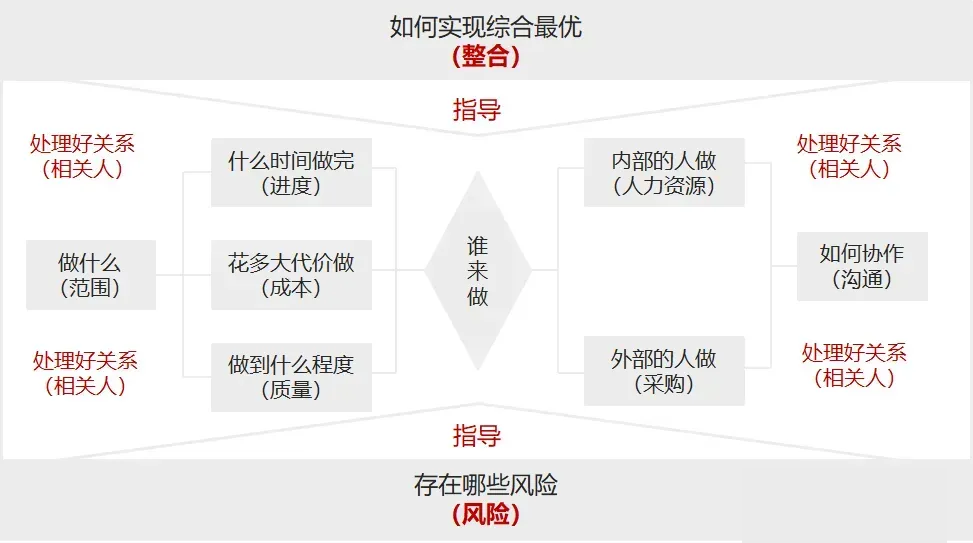 如何实现综合最优
（整合）
指导
处理好关系
（相关人）
什么时间做完
（进度）
内部的人做
（人力资源）
处理好关系
（相关人）
做什么
（范围）
花多大代价做
（成本）
谁
来
做
如何协作
（沟通）
处理好关系
（相关人）
做到什么程度
（质量）
外部的人做
（采购）
处理好关系
（相关人）
指导
存在哪些风险
（风险）